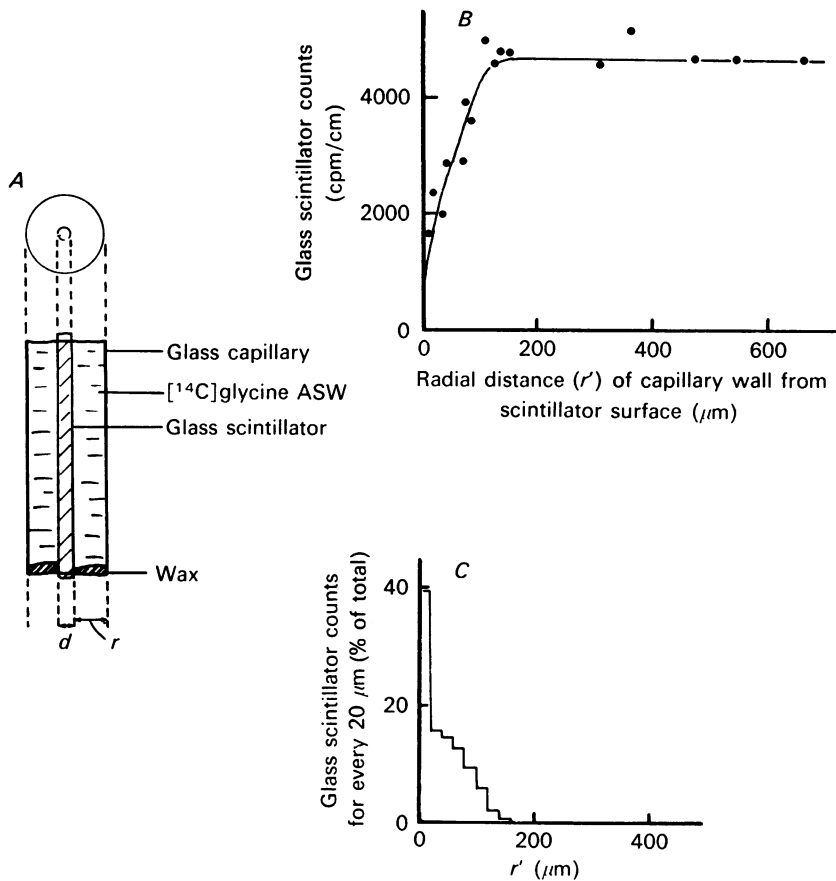 A
Glass capillary
[¹⁴C]glycine ASW
Glass scintillator
Wax
d
r
B
Glass scintillator counts
(cpm/cm)
4000
2000
0
0
200
400
600
Radial distance (r′) of capillary wall from
scintillator surface (μm)
C
Glass scintillator counts
for every 20 μm (% of total)
40
20
0
0
200
400
r′ (μm)